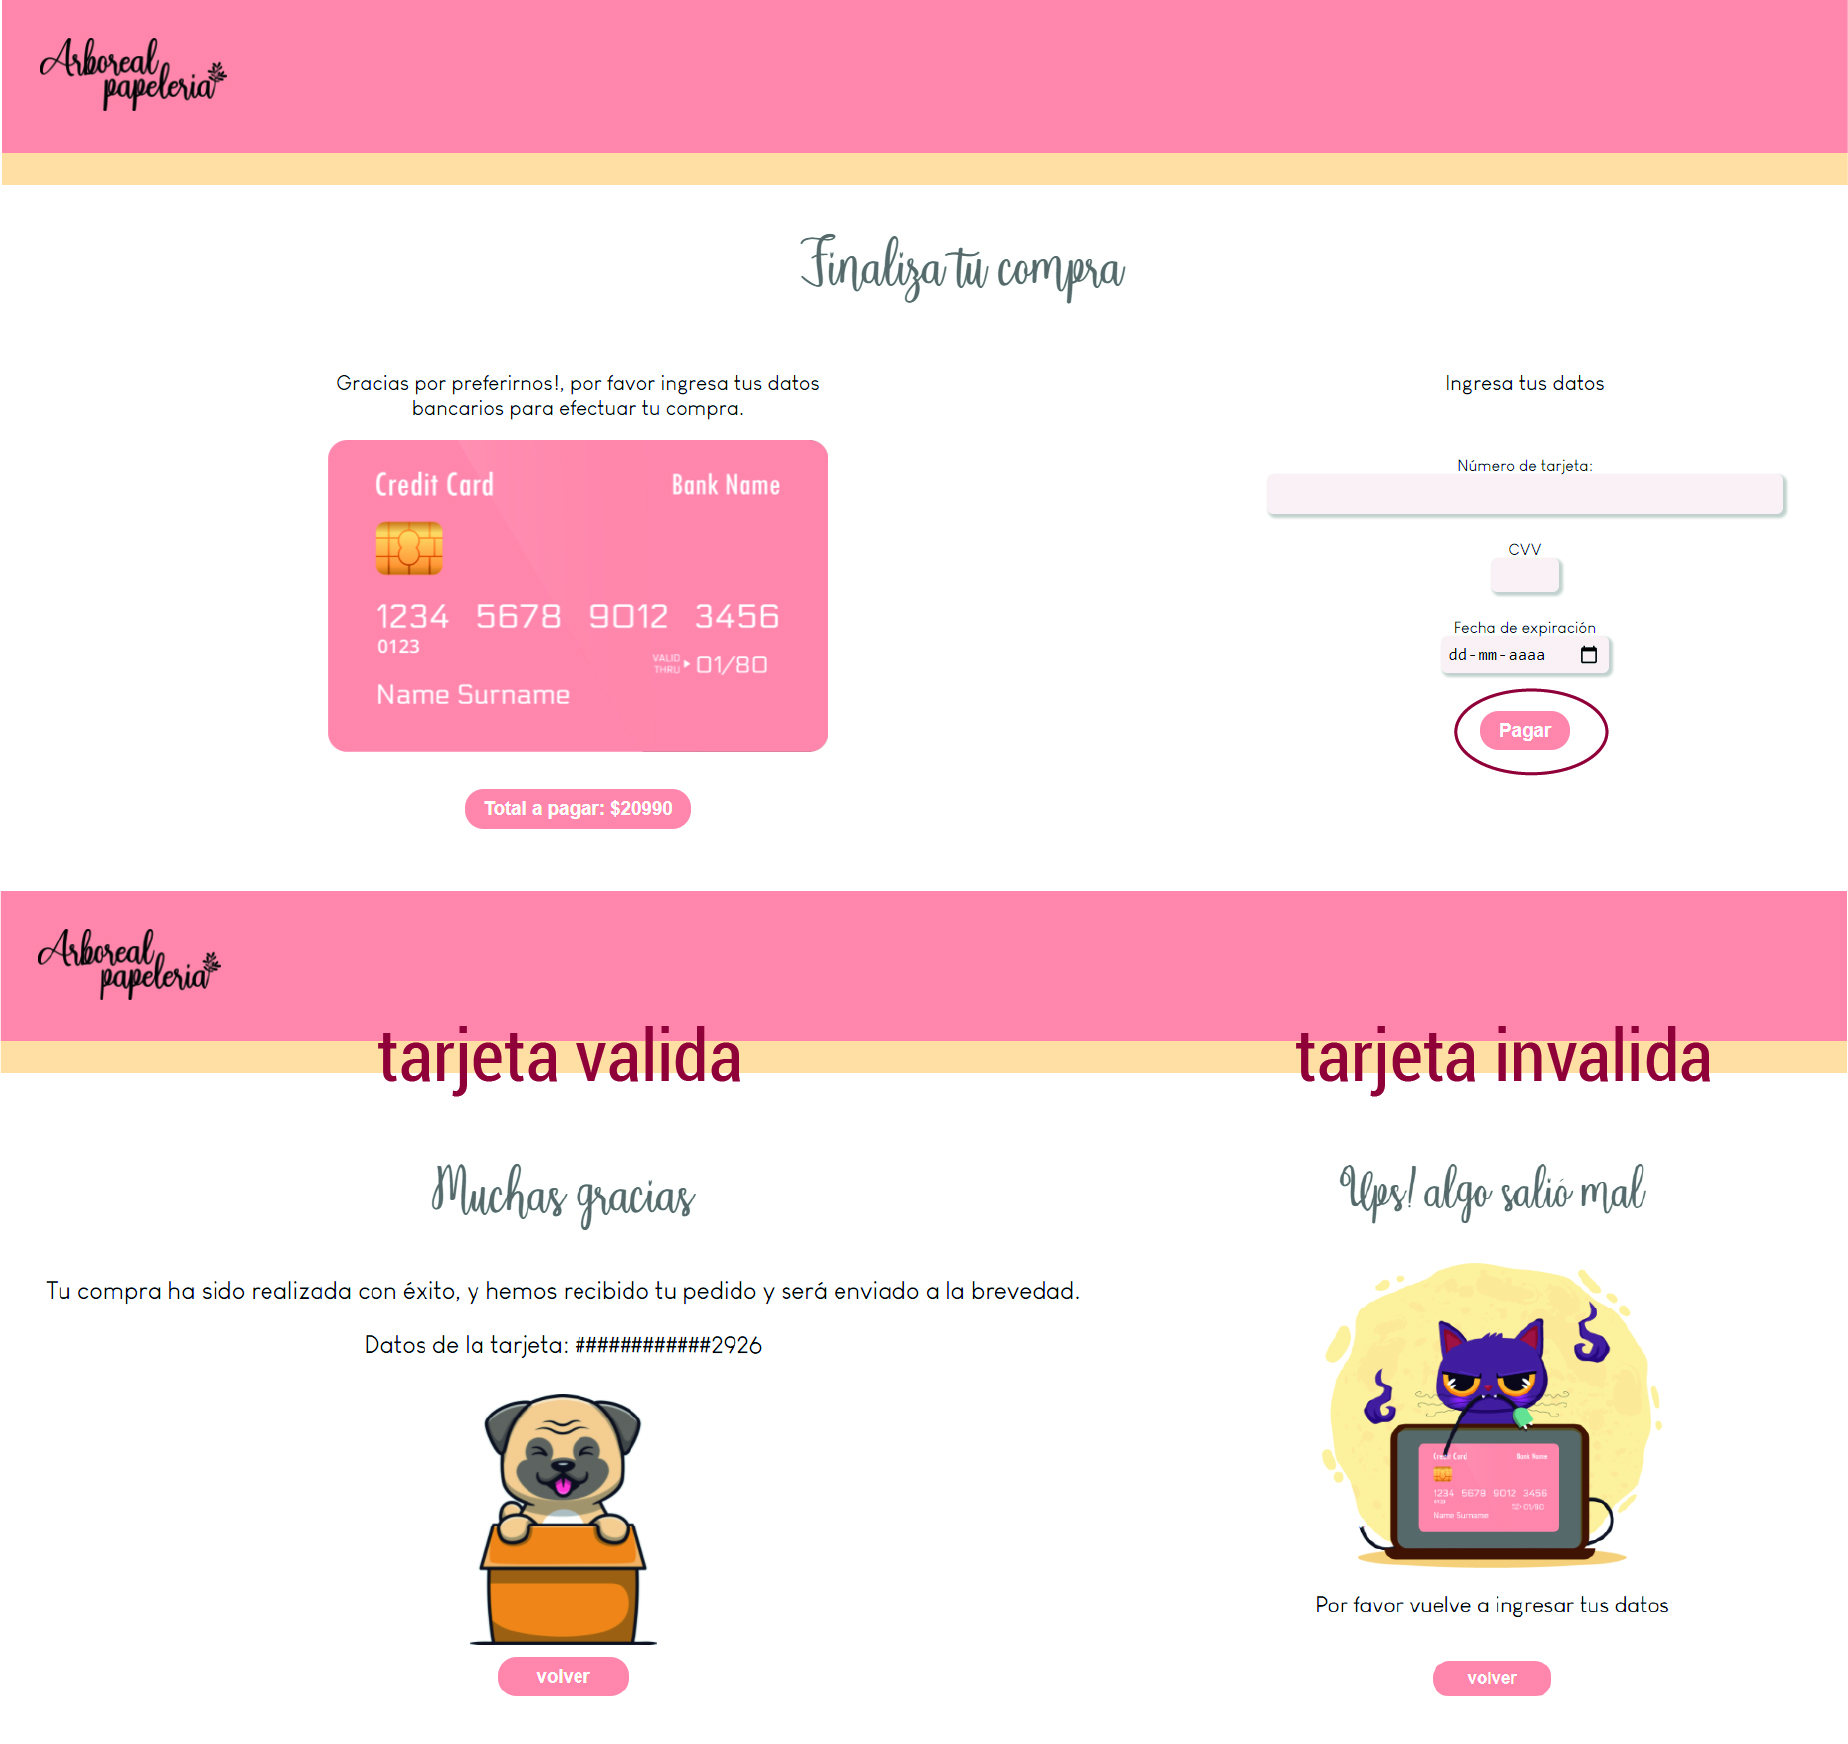 Arboreal
papeleria
Finaliza tu compra
Gracias por preferirnos!, por favor ingresa tus datos
bancarios para efectuar tu compra.
Credit Card Bank Name
1234 5678 9012 3456
0123
VALID
THRU 01/80
Name Surname
Total a pagar: $20990
Ingresa tus datos
Número de tarjeta:
CVV
Fecha de expiración
dd-mm-aaaa
Pagar
Arboreal
papeleria
tarjeta valida
Muchas gracias
Tu compra ha sido realizada con éxito, y hemos recibido tu pedido y será enviado a la brevedad.
Datos de la tarjeta: ############2926
volver
tarjeta invalida
Ups! algo salió mal
Credit Card Bank Name
1234 5678 9012 3456
0123
01/80
Name Surname
Por favor vuelve a ingresar tus datos
volver